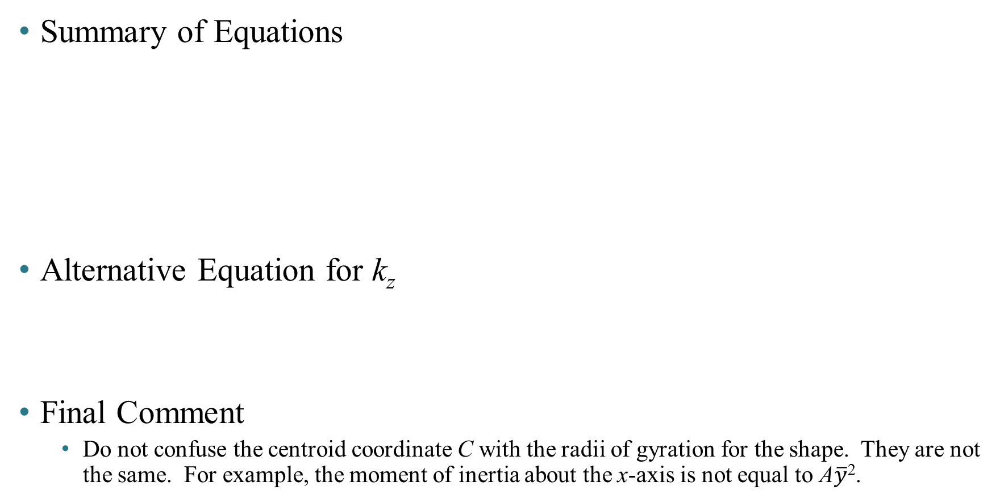 • Summary of Equations
• Alternative Equation for k_z
• Final Comment
• Do not confuse the centroid coordinate C with the radii of gyration for the shape.  They are not
the same.  For example, the moment of inertia about the x-axis is not equal to Aȳ².